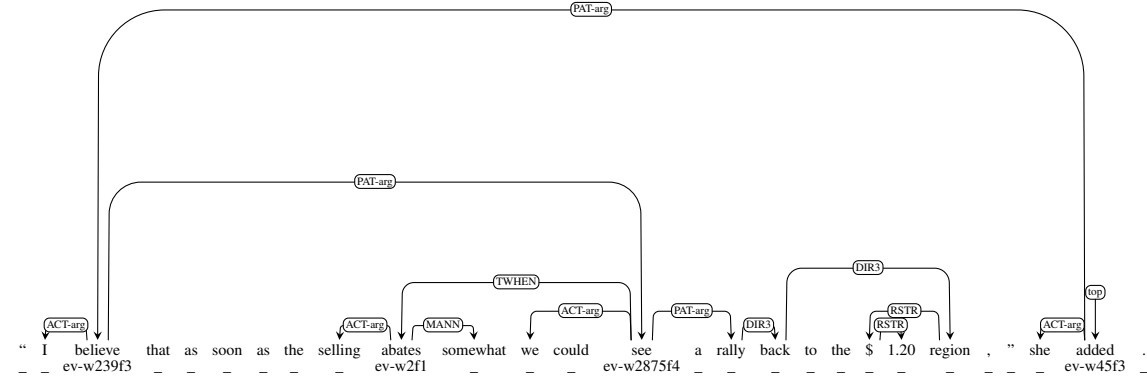 PAT-arg
PAT-arg
DIR3
TWHEN
top
ACT-arg PAT-arg RSTR
ACT-arg ACT-arg MANN DIR3 RSTR ACT-arg
“ I believe that as soon as the selling abates somewhat we could see a rally back to the $ 1.20 region , ” she added .
_ _ ev-w239f3 _ _ _ _ _ _ ev-w2f1 _ _ _ ev-w2875f4 _ _ _ _ _ _ _ _ _ _ _ ev-w45f3 _